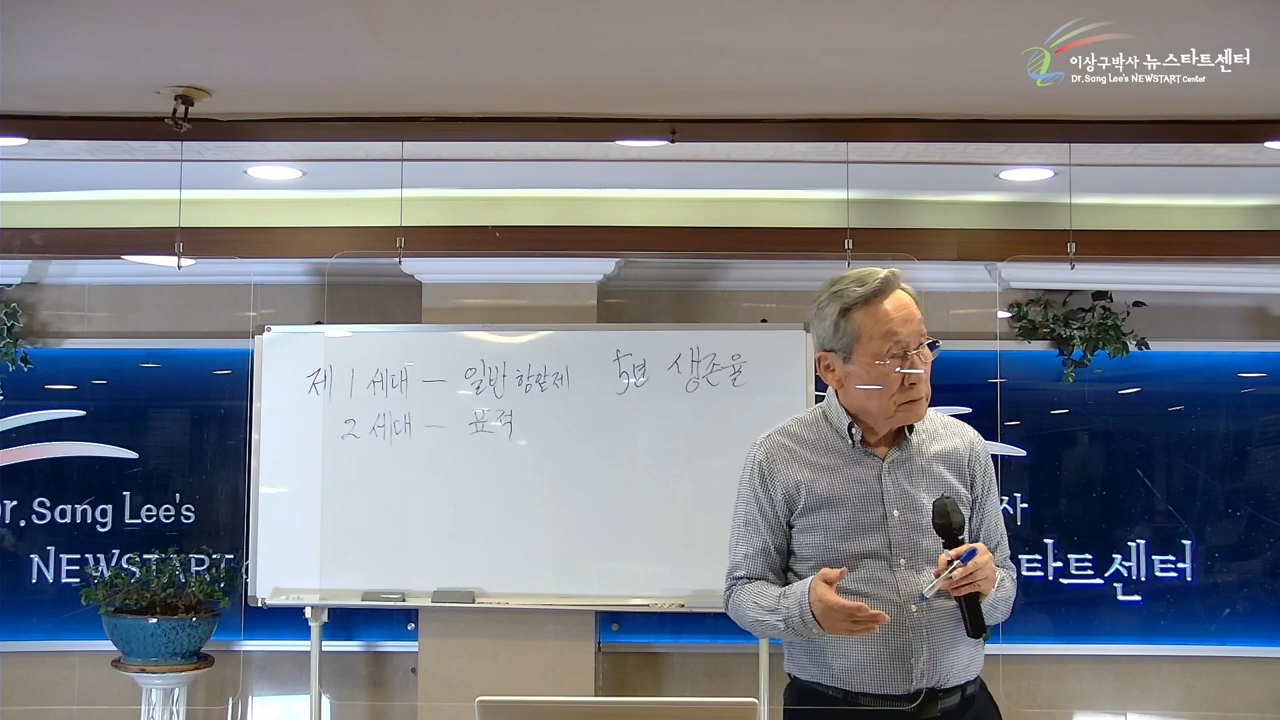 이상구박사 뉴스타트센터
Dr. Sang Lee's NEWSTART Center
제 1 세대 – 일반항암제 5년 생존율
2 세대 – 표적
Dr. Sang Lee's
NEWSTART
사
타트센터